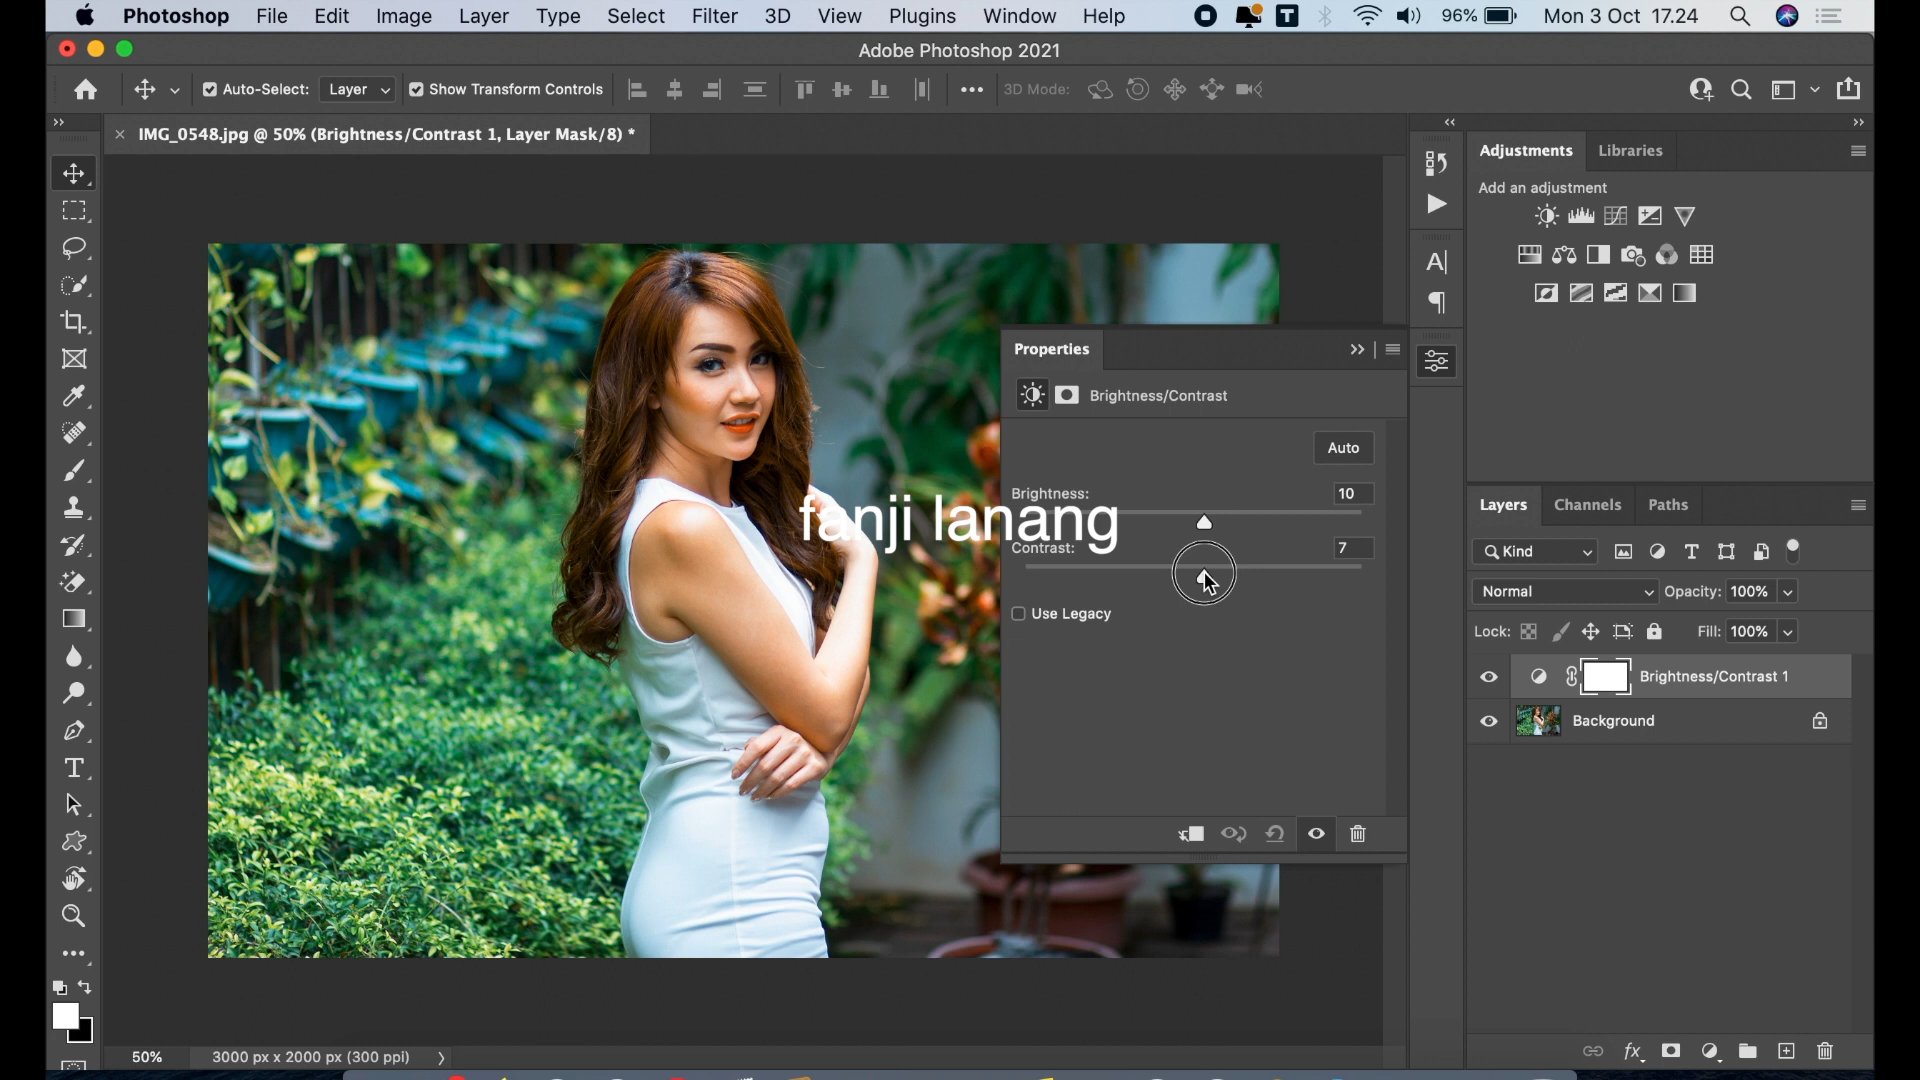 Photoshop File Edit Image Layer Type Select Filter 3D View Plugins Window Help T 96% Mon 3 Oct 17.24
Adobe Photoshop 2021
Auto-Select: Layer Show Transform Controls 3D Mode:
IMG_0548.jpg @ 50% (Brightness/Contrast 1, Layer Mask/8) *
Adjustments Libraries
Add an adjustment
Properties
Brightness/Contrast
Auto
Brightness: 10
fanji lanang
Contrast: 7
Use Legacy
Layers Channels Paths
Kind
Normal Opacity: 100%
Lock: Fill: 100%
Brightness/Contrast 1
Background
50% 3000 px x 2000 px (300 ppi)
fx